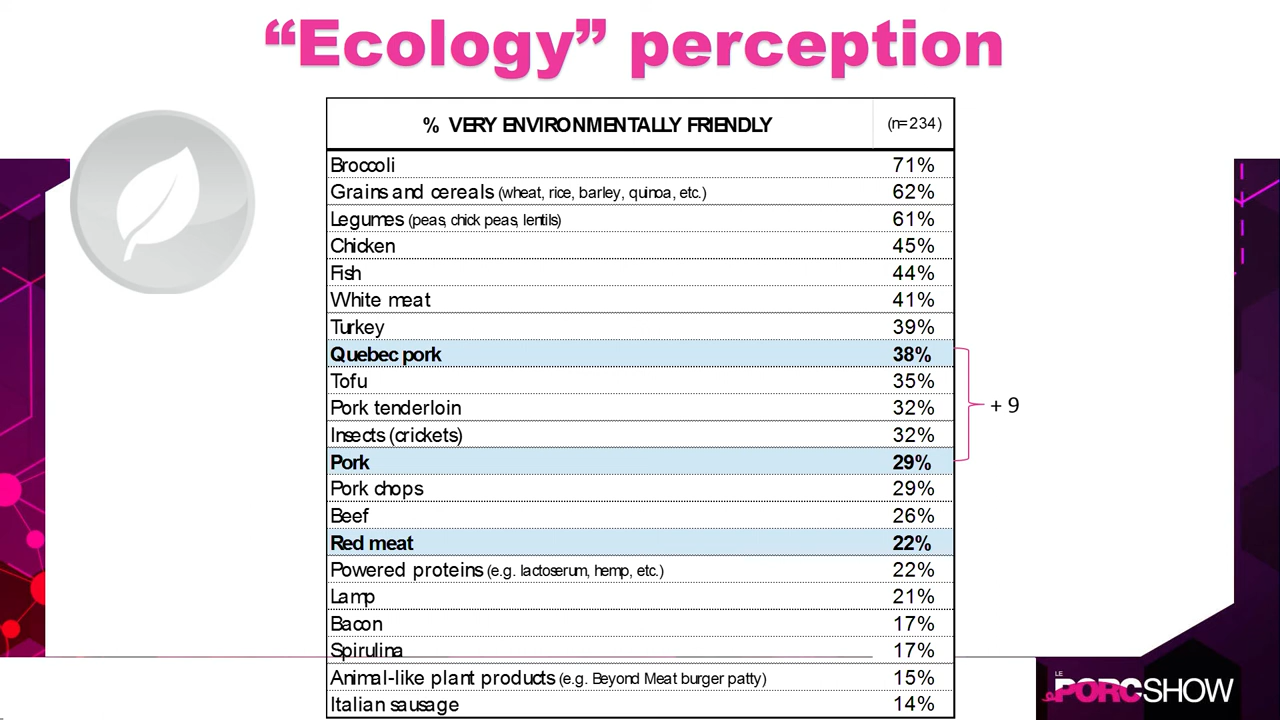 “Ecology” perception
% VERY ENVIRONMENTALLY FRIENDLY (n=234)
Broccoli 71%
Grains and cereals (wheat, rice, barley, quinoa, etc.) 62%
Legumes (peas, chick peas, lentils) 61%
Chicken 45%
Fish 44%
White meat 41%
Turkey 39%
Quebec pork 38%
Tofu 35%
Pork tenderloin 32%
+ 9
Insects (crickets) 32%
Pork 29%
Pork chops 29%
Beef 26%
Red meat 22%
Powered proteins (e.g. lactoserum, hemp, etc.) 22%
Lamp 21%
Bacon 17%
Spirulina 17%
Animal-like plant products (e.g. Beyond Meat burger patty) 15%
Italian sausage 14%
LE
PORCSHOW